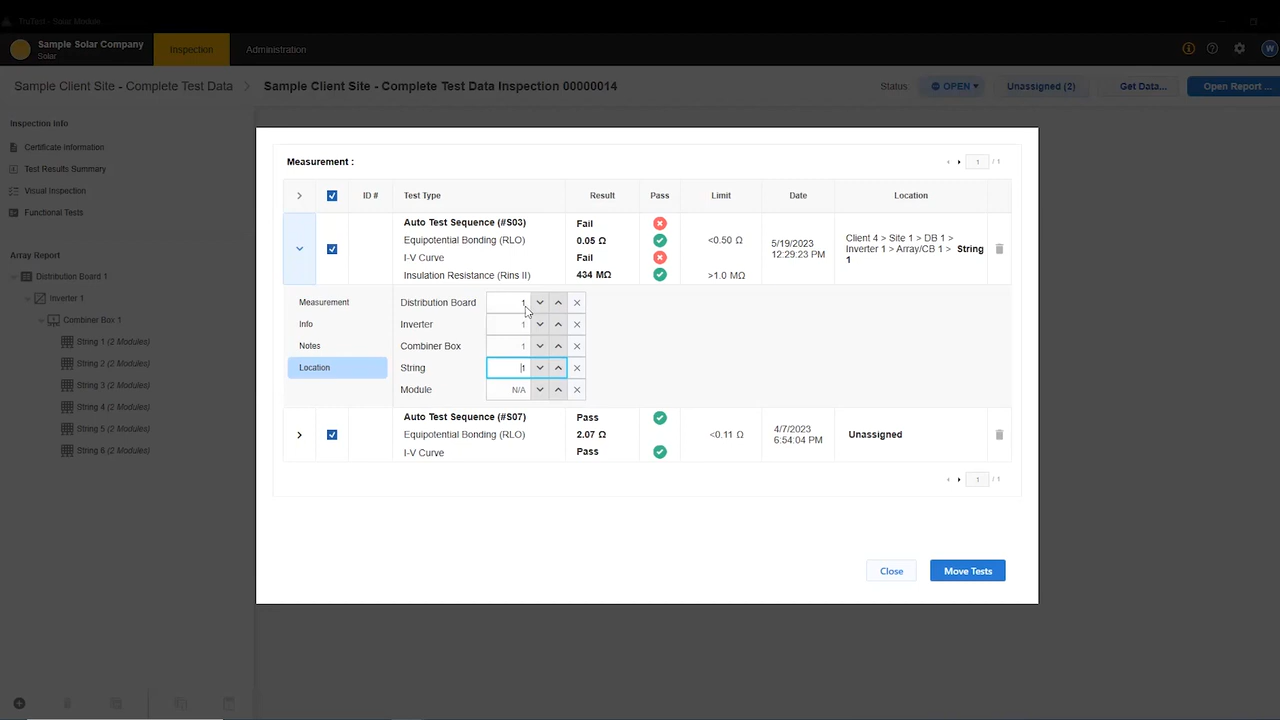 TruTest - Solar Module
Sample Solar Company
Solar
Inspection
Administration
W
Sample Client Site - Complete Test Data
Sample Client Site - Complete Test Data Inspection 00000014
Status
OPEN
Unassigned (2)
Get Data...
Open Report ...
Inspection Info
Certificate Information
Test Results Summary
Visual Inspection
Functional Tests
Array Report
Distribution Board 1
Inverter 1
Combiner Box 1
String 1 (2 Modules)
String 2 (2 Modules)
String 3 (2 Modules)
String 4 (2 Modules)
String 5 (2 Modules)
String 6 (2 Modules)
Measurement :
1 / 1
ID # Test Type Result Pass Limit Date Location
Auto Test Sequence (#S03) Fail
Equipotential Bonding (RLO) 0.05 Ω <0.50 Ω
I-V Curve Fail
Insulation Resistance (Rins II) 434 MΩ >1.0 MΩ
5/19/2023
12:29:23 PM
Client 4 > Site 1 > DB 1 >
Inverter 1 > Array/CB 1 > String
1
Measurement
Info
Notes
Location
Distribution Board 1
Inverter 1
Combiner Box 1
String 1
Module N/A
Auto Test Sequence (#S07) Pass
Equipotential Bonding (RLO) 2.07 Ω <0.11 Ω
I-V Curve Pass
4/7/2023
6:54:04 PM
Unassigned
1 / 1
Close
Move Tests